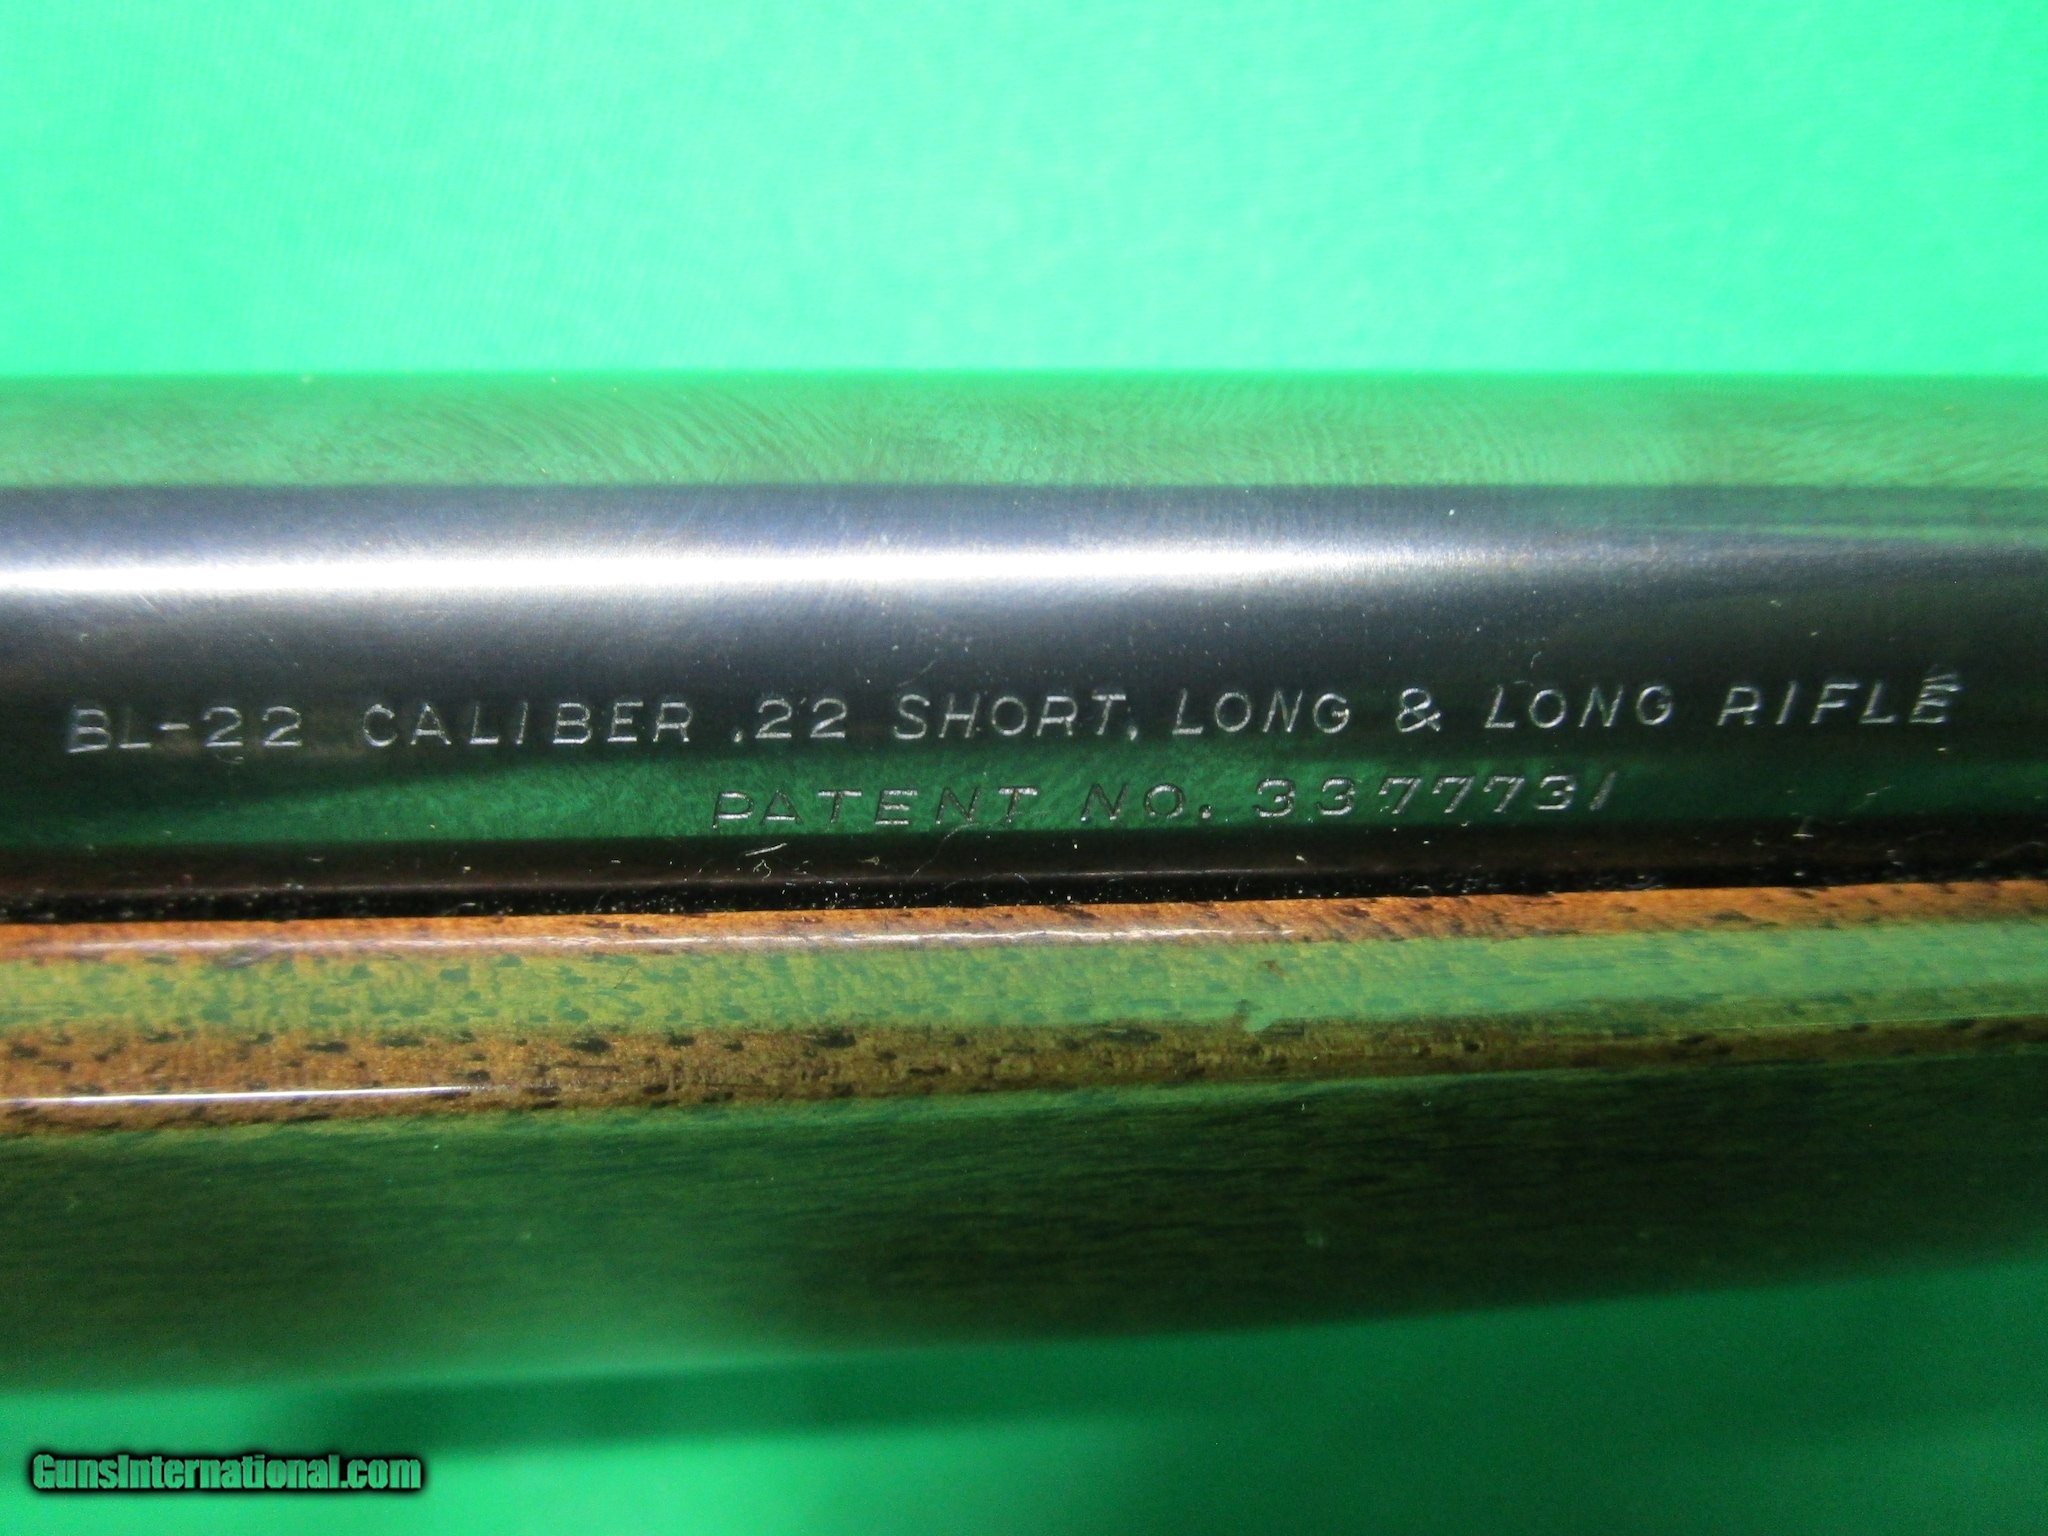 BL-22 CALIBER .22 SHORT, LONG & LONG RIFLE
PATENT NO. 3377731
GunsInternational.com